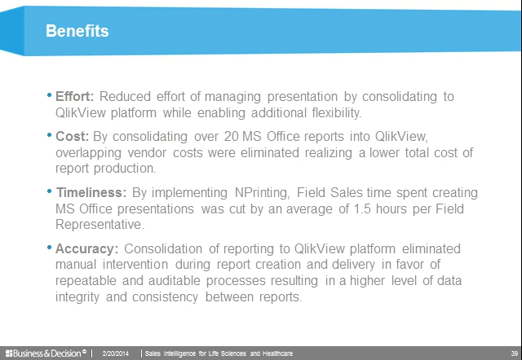 Benefits
• Effort: Reduced effort of managing presentation by consolidating to
QlikView platform while enabling additional flexibility.
• Cost: By consolidating over 20 MS Office reports into QlikView,
overlapping vendor costs were eliminated realizing a lower total cost of
report production.
• Timeliness: By implementing NPrinting, Field Sales time spent creating
MS Office presentations was cut by an average of 1.5 hours per Field
Representative.
• Accuracy: Consolidation of reporting to QlikView platform eliminated
manual intervention during report creation and delivery in favor of
repeatable and auditable processes resulting in a higher level of data
integrity and consistency between reports.
Business & Decision © | 2/20/2014 | Sales Intelligence for Life Sciences and Healthcare 39